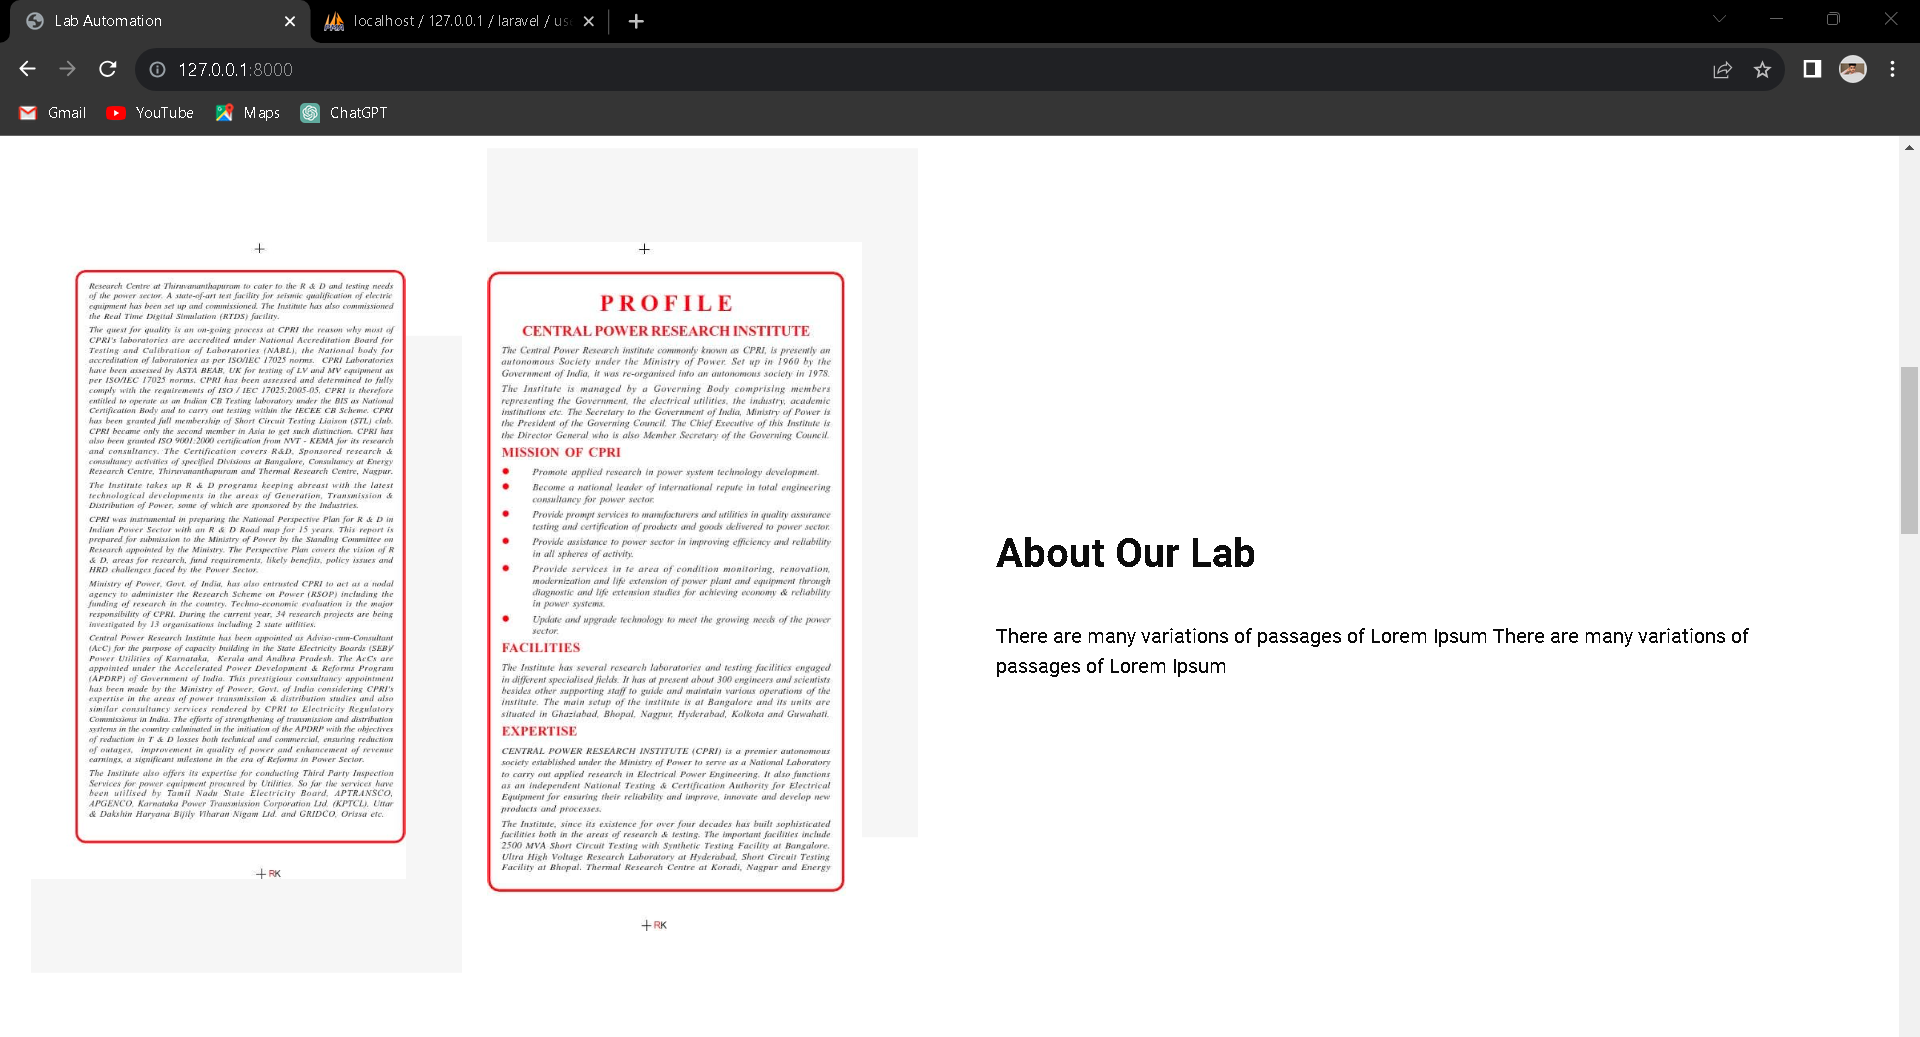 Lab Automation
localhost / 127.0.0.1 / laravel / us
127.0.0.1:8000
Gmail
YouTube
Maps
ChatGPT
Research Centre at Thiruvananthapuram to cater to the R & D and testing needs
of the power sector. A state-of-art test facility for seismic qualification of electric
equipment has been set up and commissioned. The Institute has also commissioned
the Real Time Digital Simulation (RTDS) facility.
The quest for quality is an on-going process at CPRI the reason why most of
CPRI's laboratories are accredited under National Accreditation Board for
Testing and Calibration of Laboratories (NABL), the National body for
accreditation of laboratories as per ISO/IEC 17025 norms. CPRI Laboratories
have been assessed by ASTA BEAB, UK for testing of LV and MV equipment as
per ISO/IEC 17025 norms. CPRI has been assessed and determined to fully
comply with the requirements of ISO / IEC 17025:2005-05, CPRI is therefore
entitled to operate as an Indian CB Testing laboratory under the BIS as National
Certification Body and to carry out testing within the IECEE CB Scheme. CPRI
has been granted full membership of Short Circuit Testing Liaison (STL) club.
CPRI became only the second member in Asia to get such distinction. CPRI has
also been granted ISO 9001:2000 certification from NVT - KEMA for its research
and consultancy. The Certification covers R&D, Sponsored research &
consultancy activities of specified Divisions at Bangalore, Consultancy at Energy
Research Centre, Thiruvananthapuram and Thermal Research Centre, Nagpur.
The Institute takes up R & D programs keeping abreast with the latest
technological developments in the areas of Generation, Transmission &
Distribution of Power, some of which are sponsored by the Industries.
CPRI was instrumental in preparing the National Perspective Plan for R & D in
Indian Power Sector with an R & D Road map for 15 years. This report is
prepared for submission to the Ministry of Power by the Standing Committee on
Research appointed by the Ministry. The Perspective Plan covers the vision of R
& D, areas for research, fund requirements, likely benefits, policy issues and
HRD challenges faced by the Power Sector.
Ministry of Power, Govt. of India, has also entrusted CPRI to act as a nodal
agency to administer the Research Scheme on Power (RSOP) including the
funding of research in the country. Techno-economic evaluation is the major
responsibility of CPRI. During the current year, 34 research projects are being
investigated by 13 organisations including 2 state utilities.
Central Power Research Institute has been appointed as Adviso-cum-Consultant
(AcC) for the purpose of capacity building in the State Electricity Boards (SEB)/
Power Utilities of Karnataka, Kerala and Andhra Pradesh. The AcC's are
appointed under the Accelerated Power Development & Reforms Program
(APDRP) of Government of India. This prestigious consultancy appointment
has been made by the Ministry of Power, Govt. of India considering CPRI's
expertise in the areas of power transmission & distribution studies and also
similar consultancy services rendered by CPRI to Electricity Regulatory
Commissions in India. The efforts of strengthening of transmission and distribution
systems in the country culminated in the initiation of the APDRP with the objectives
of reduction in T & D losses both technical and commercial, ensuring reduction
of outages, improvement in quality of power and enhancement of revenue
earnings, a significant milestone in the era of Reforms in Power Sector.
The Institute also offers its expertise for conducting Third Party Inspection
Services for power equipment procured by Utilities. So far the services have
been utilised by Tamil Nadu State Electricity Board, APTRANSCO,
APGENCO, Karnataka Power Transmission Corporation Ltd. (KPTCL), Uttar
& Dakshin Haryana Bijily Viharan Nigam Ltd. and GRIDCO, Orissa etc.
RK
PROFILE
CENTRAL POWER RESEARCH INSTITUTE
The Central Power Research institute commonly known as CPRI, is presently an
autonomous Society under the Ministry of Power. Set up in 1960 by the
Government of India, it was re-organised into an autonomous society in 1978.
The Institute is managed by a Governing Body comprising members
representing the Government, the electrical utilities, the industry, academic
institutions etc. The Secretary to the Government of India, Ministry of Power is
the President of the Governing Council. The Chief Executive of this Institute is
the Director General who is also Member Secretary of the Governing Council.
MISSION OF CPRI
Promote applied research in power system technology development.
Become a national leader of international repute in total engineering
consultancy for power sector.
Provide prompt services to manufacturers and utilities in quality assurance
testing and certification of products and goods delivered to power sector.
Provide assistance to power sector in improving efficiency and reliability
in all spheres of activity.
Provide services in te area of condition monitoring, renovation,
modernization and life extension of power plant and equipment through
diagnostic and life extension studies for achieving economy & reliability
in power systems.
Update and upgrade technology to meet the growing needs of the power
sector.
FACILITIES
The Institute has several research laboratories and testing facilities engaged
in different specialised fields. It has at present about 300 engineers and scientists
besides other supporting staff to guide and maintain various operations of the
institute. The main setup of the institute is at Bangalore and its units are
situated in Ghaziabad, Bhopal, Nagpur, Hyderabad, Kolkota and Guwahati.
EXPERTISE
CENTRAL POWER RESEARCH INSTITUTE (CPRI) is a premier autonomous
society established under the Ministry of Power to serve as a National Laboratory
to carry out applied research in Electrical Power Engineering. It also functions
as an independent National Testing & Certification Authority for Electrical
Equipment for ensuring their reliability and improve, innovate and develop new
products and processes.
The Institute, since its existence for over four decades has built sophisticated
facilities both in the areas of research & testing. The important facilities include
2500 MVA Short Circuit Testing with Synthetic Testing Facility at Bangalore.
Ultra High Voltage Research Laboratory at Hyderabad, Short Circuit Testing
Facility at Bhopal. Thermal Research Centre at Koradi, Nagpur and Energy
RK
About Our Lab
There are many variations of passages of Lorem Ipsum There are many variations of
passages of Lorem Ipsum